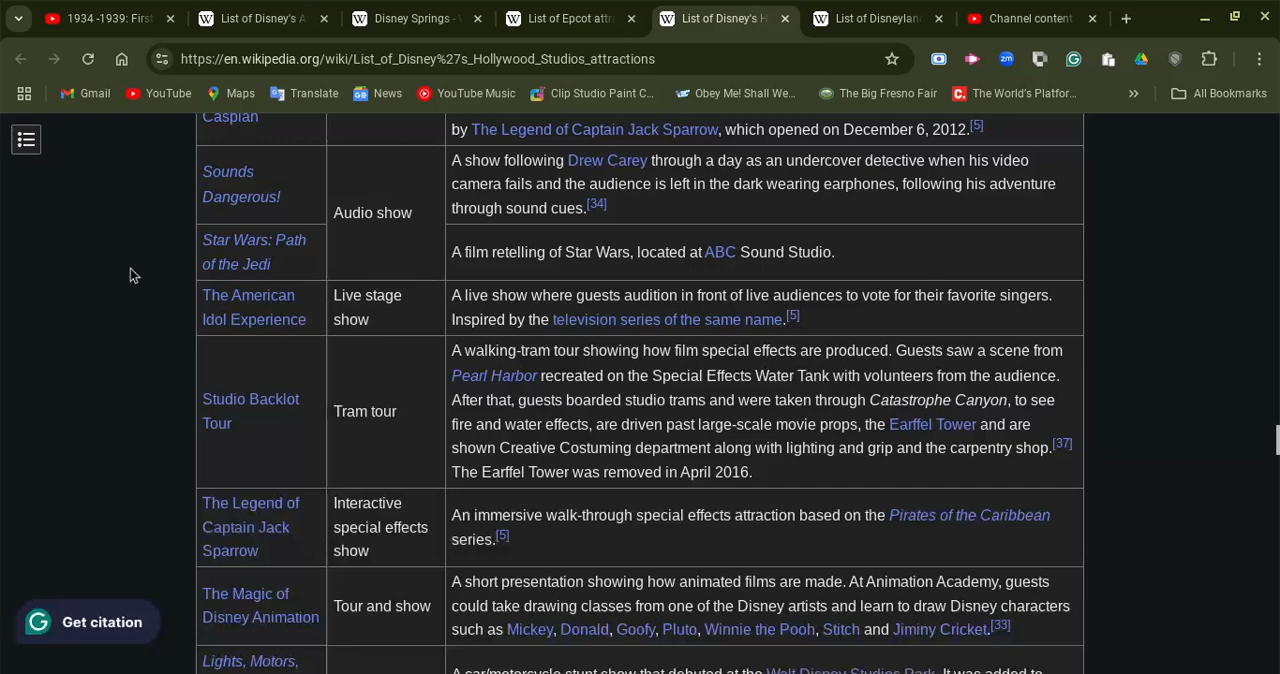 1934 -1939: First
List of Disney's A
Disney Springs -
List of Epcot attr
List of Disney's H
List of Disneylan
Channel content
https://en.wikipedia.org/wiki/List_of_Disney%27s_Hollywood_Studios_attractions
Gmail
YouTube
Maps
Translate
News
YouTube Music
Clip Studio Paint C...
Obey Me! Shall We...
The Big Fresno Fair
The World's Platfor...
All Bookmarks
Caspian
by The Legend of Captain Jack Sparrow, which opened on December 6, 2012.[5]
Sounds
Dangerous!
Audio show
A show following Drew Carey through a day as an undercover detective when his video
camera fails and the audience is left in the dark wearing earphones, following his adventure
through sound cues.[34]
Star Wars: Path
of the Jedi
A film retelling of Star Wars, located at ABC Sound Studio.
The American
Idol Experience
Live stage
show
A live show where guests audition in front of live audiences to vote for their favorite singers.
Inspired by the television series of the same name.[5]
Studio Backlot
Tour
Tram tour
A walking-tram tour showing how film special effects are produced. Guests saw a scene from
Pearl Harbor recreated on the Special Effects Water Tank with volunteers from the audience.
After that, guests boarded studio trams and were taken through Catastrophe Canyon, to see
fire and water effects, are driven past large-scale movie props, the Earffel Tower and are
shown Creative Costuming department along with lighting and grip and the carpentry shop.[37]
The Earffel Tower was removed in April 2016.
The Legend of
Captain Jack
Sparrow
Interactive
special effects
show
An immersive walk-through special effects attraction based on the Pirates of the Caribbean
series.[5]
The Magic of
Disney Animation
Tour and show
A short presentation showing how animated films are made. At Animation Academy, guests
could take drawing classes from one of the Disney artists and learn to draw Disney characters
such as Mickey, Donald, Goofy, Pluto, Winnie the Pooh, Stitch and Jiminy Cricket.[33]
Lights, Motors,
A car/motorcycle stunt show that debuted at the Walt Disney Studios Park. It was added to
Get citation